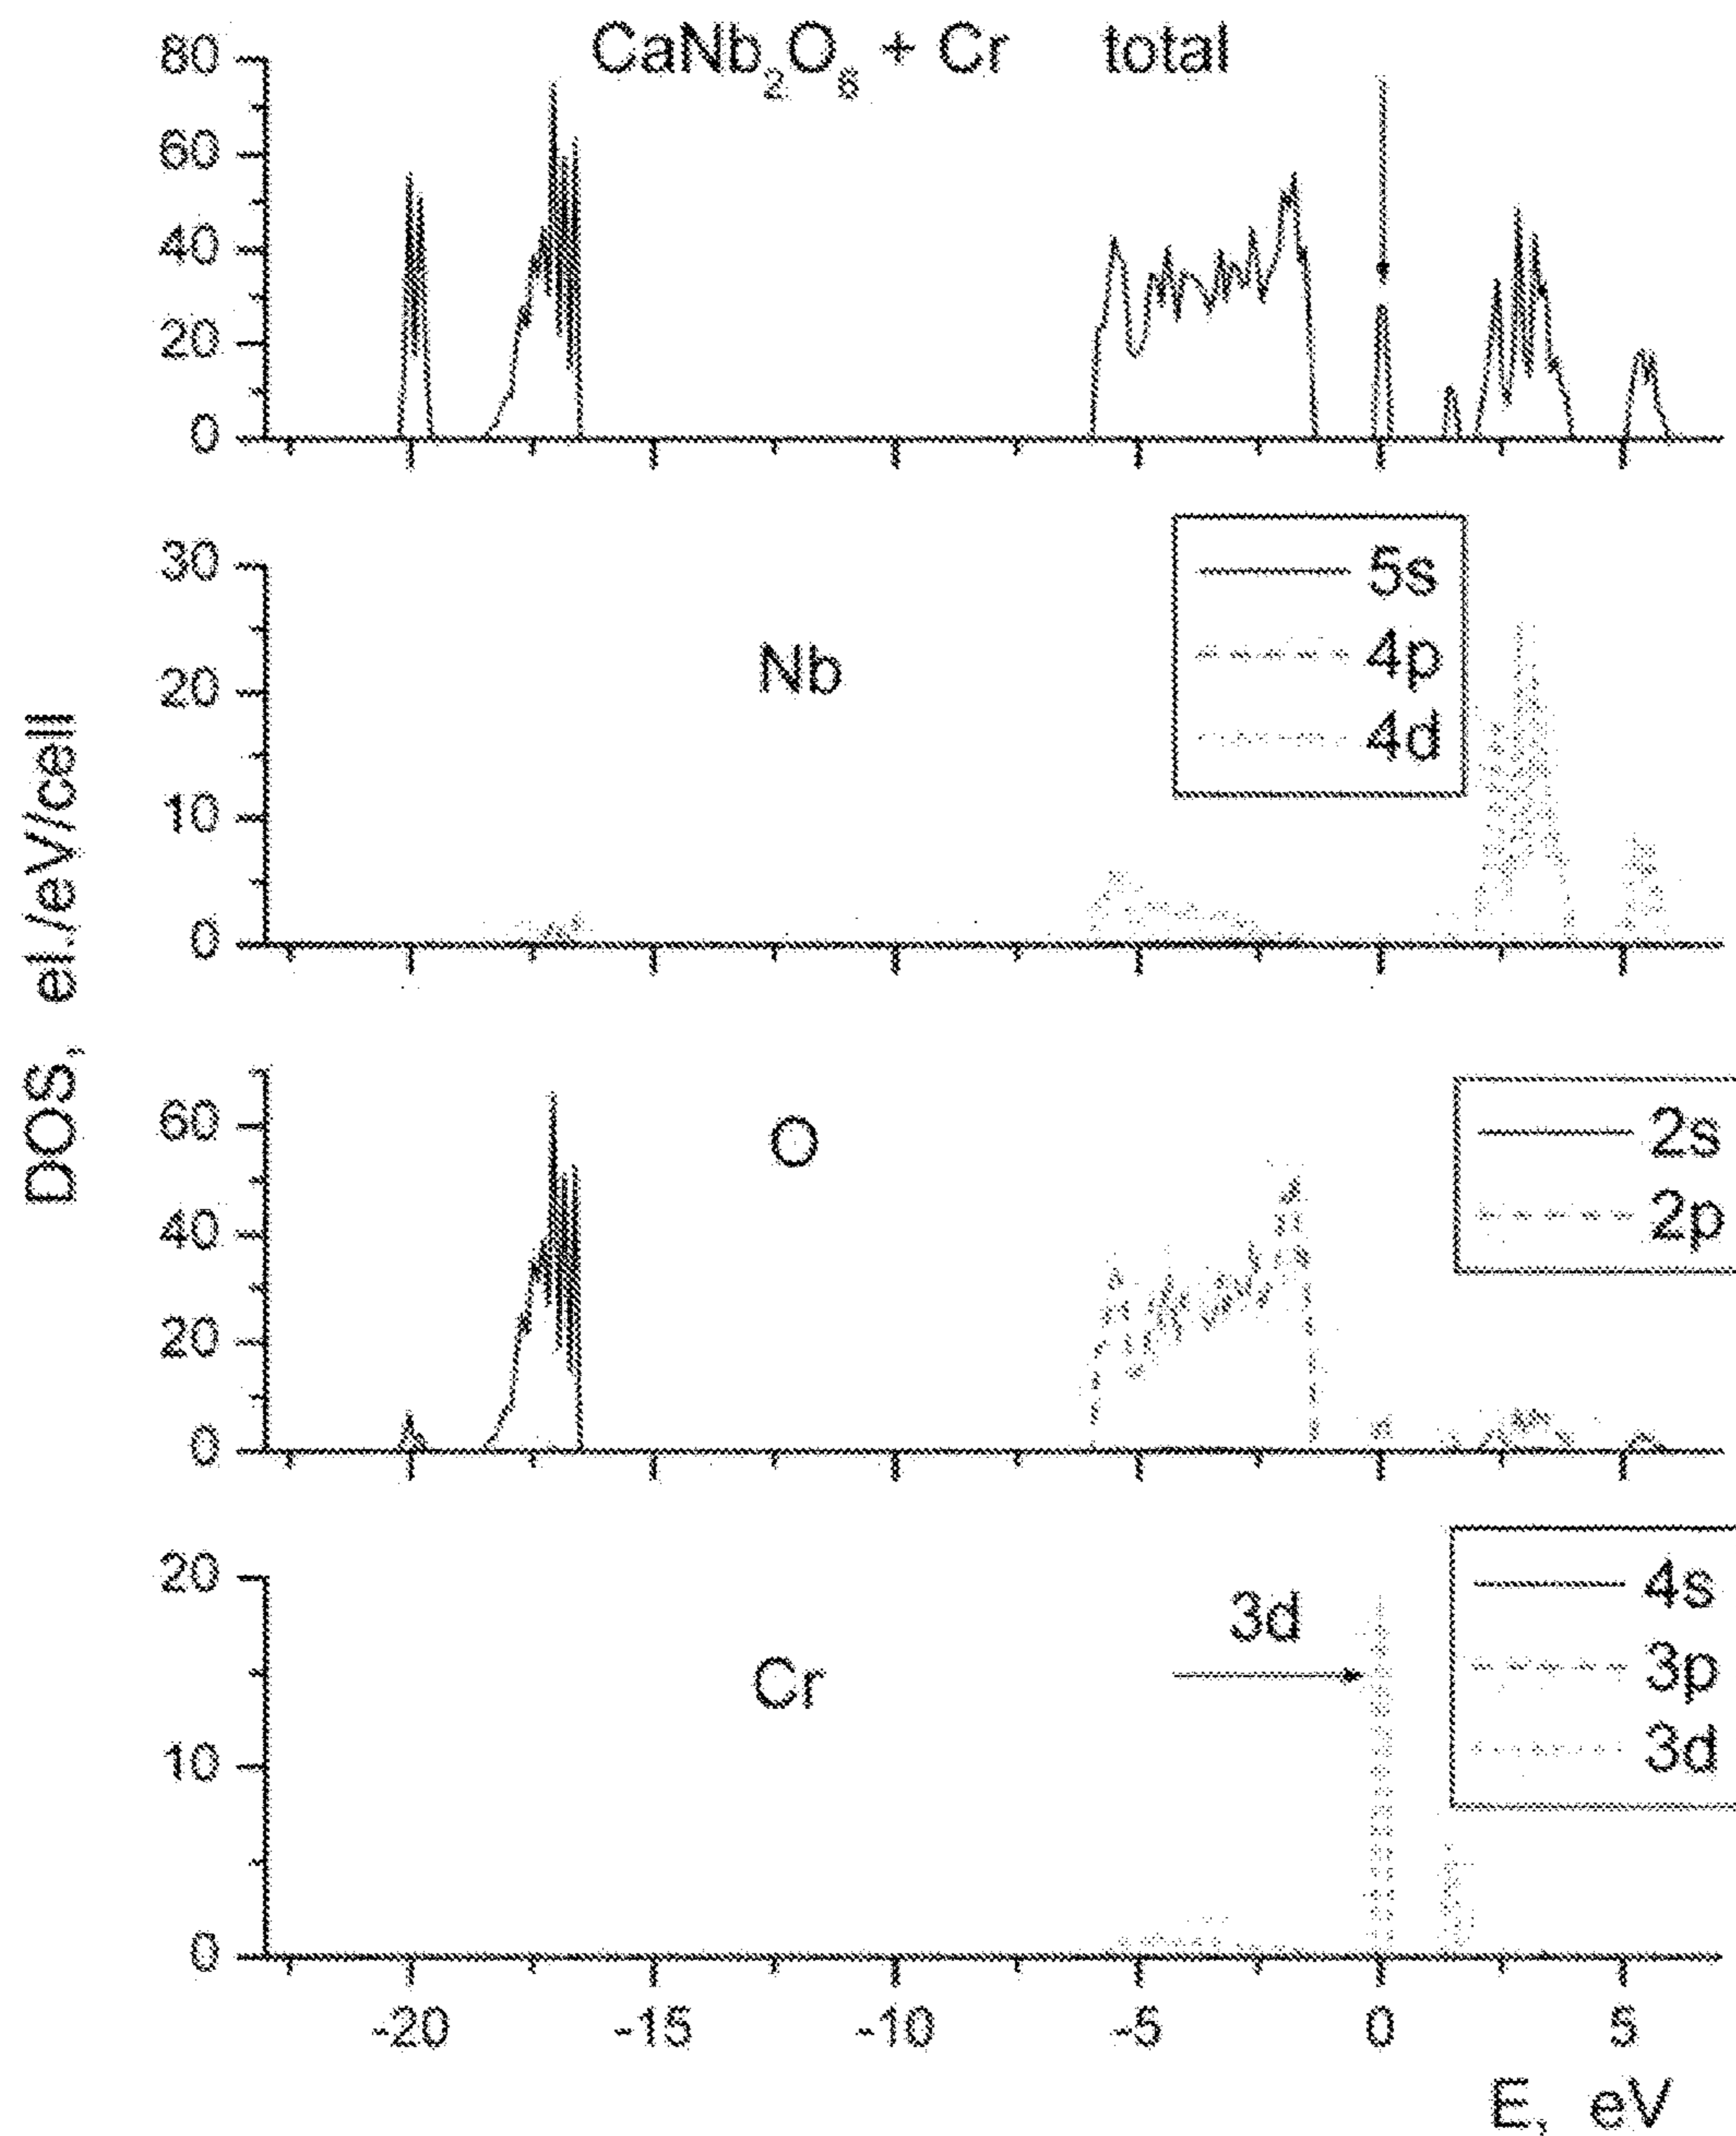 CaNb₂O₆ + Cr total
80
60
40
20
0
30
20
10
0
Nb
5s
4p
4d
DOS, el./eV/cell
60
40
20
0
O
2s
2p
20
10
0
Cr
3d
4s
3p
3d
-20 -15 -10 -5 0 5
E, eV